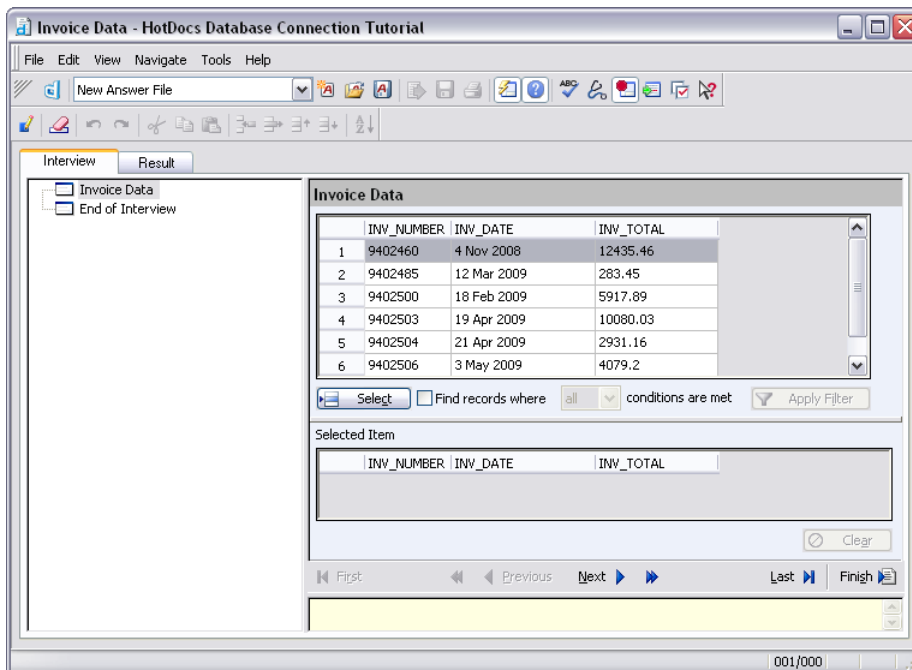 Invoice Data - HotDocs Database Connection Tutorial
File Edit View Navigate Tools Help
New Answer File
Interview Result
Invoice Data
End of Interview
Invoice Data
INV_NUMBER INV_DATE INV_TOTAL
1 9402460 4 Nov 2008 12435.46
2 9402485 12 Mar 2009 283.45
3 9402500 18 Feb 2009 5917.89
4 9402503 19 Apr 2009 10080.03
5 9402504 21 Apr 2009 2931.16
6 9402506 3 May 2009 4079.2
Select Find records where all conditions are met Apply Filter
Selected Item
INV_NUMBER INV_DATE INV_TOTAL
Clear
First Previous Next Last Finish
001/000